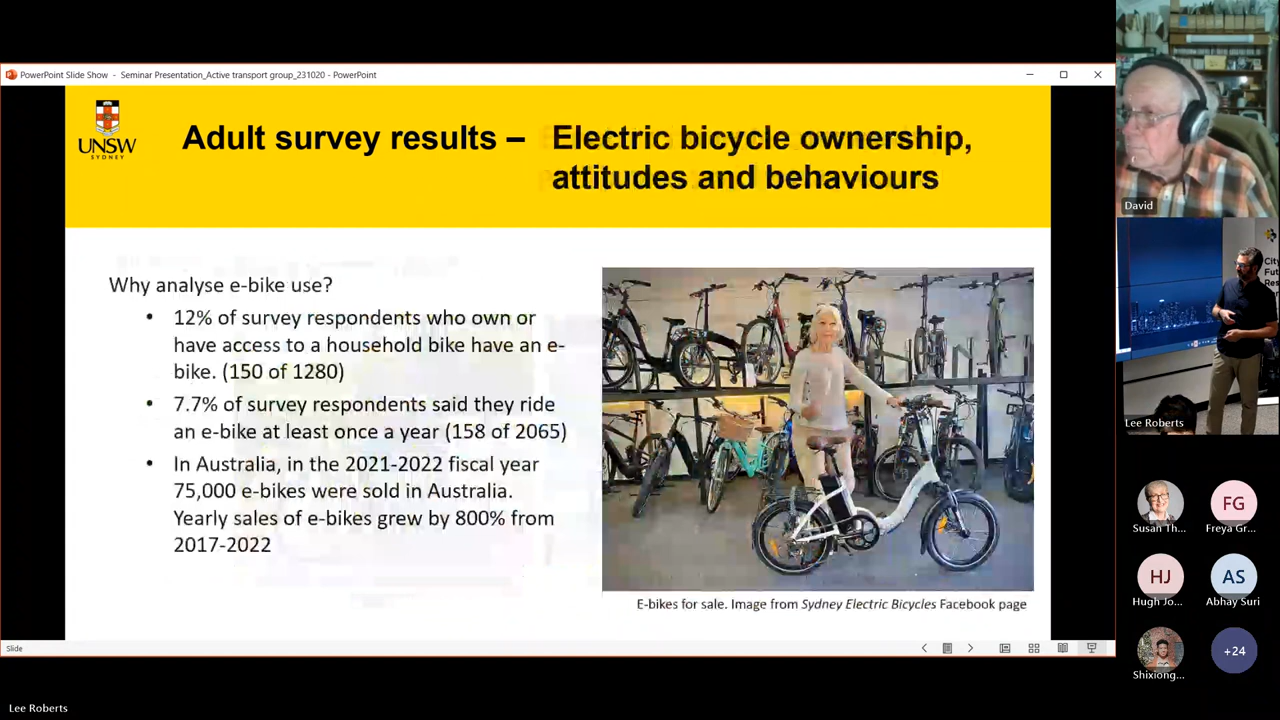 PowerPoint Slide Show - Seminar Presentation_Active transport group_231020 - PowerPoint
UNSW
SYDNEY
Adult survey results – Electric bicycle ownership,
attitudes and behaviours
Why analyse e-bike use?
• 12% of survey respondents who own or
have access to a household bike have an e-
bike. (150 of 1280)
• 7.7% of survey respondents said they ride
an e-bike at least once a year (158 of 2065)
• In Australia, in the 2021-2022 fiscal year
75,000 e-bikes were sold in Australia.
Yearly sales of e-bikes grew by 800% from
2017-2022
E-bikes for sale. Image from Sydney Electric Bicycles Facebook page
Slide
Lee Roberts
David
Lee Roberts
Susan Th...
FG
Freya Gr...
HJ
Hugh Jo...
AS
Abhay Suri
Shixiong...
+24